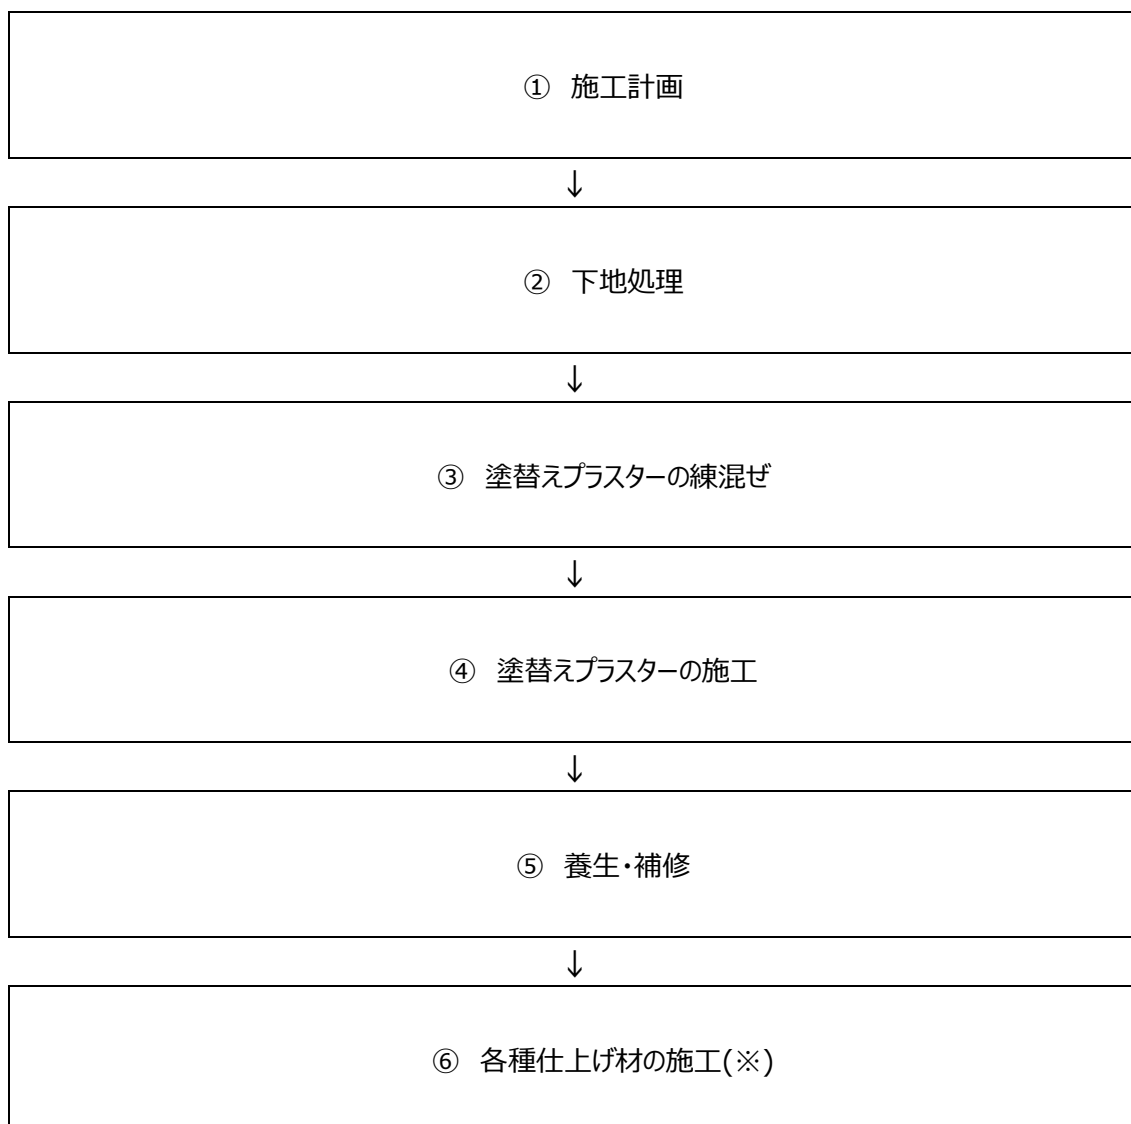 ① 施工計画
↓
② 下地処理
↓
③ 塗替えプラスターの練混ぜ
↓
④ 塗替えプラスターの施工
↓
⑤ 養生・補修
↓
⑥ 各種仕上げ材の施工(※)